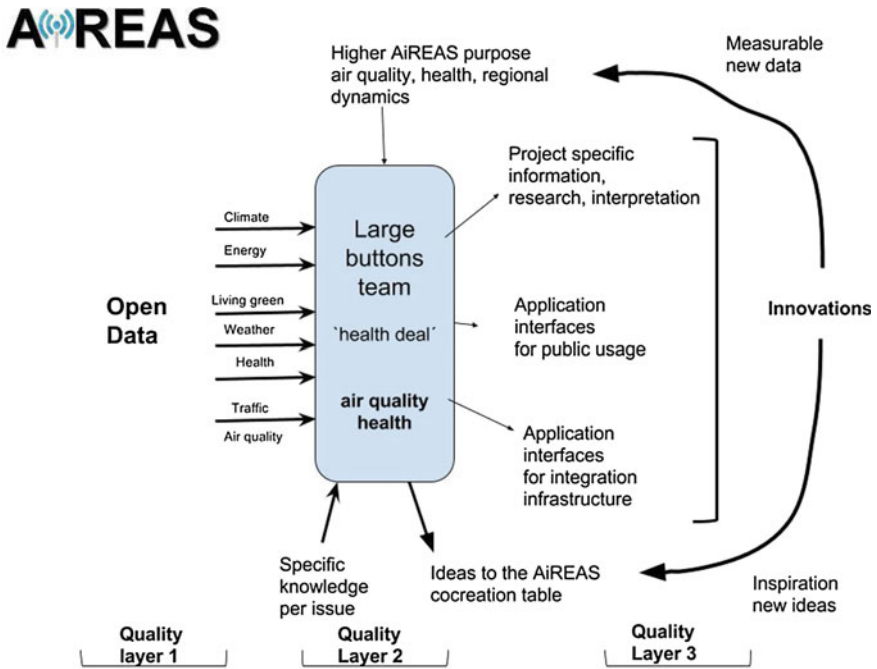 AiREAS
Higher AiREAS purpose
air quality, health, regional
dynamics
Measurable
new data
Project specific
information,
research, interpretation
Climate
Energy
Living green
Weather
Health
Traffic
Air quality
Open
Data
Large
buttons
team
`health deal´
air quality
health
Application
interfaces
for public usage
Innovations
Application
interfaces
for integration
infrastructure
Specific
knowledge
per issue
Ideas to the AiREAS
cocreation table
Inspiration
new ideas
Quality
layer 1
Quality
Layer 2
Quality
Layer 3